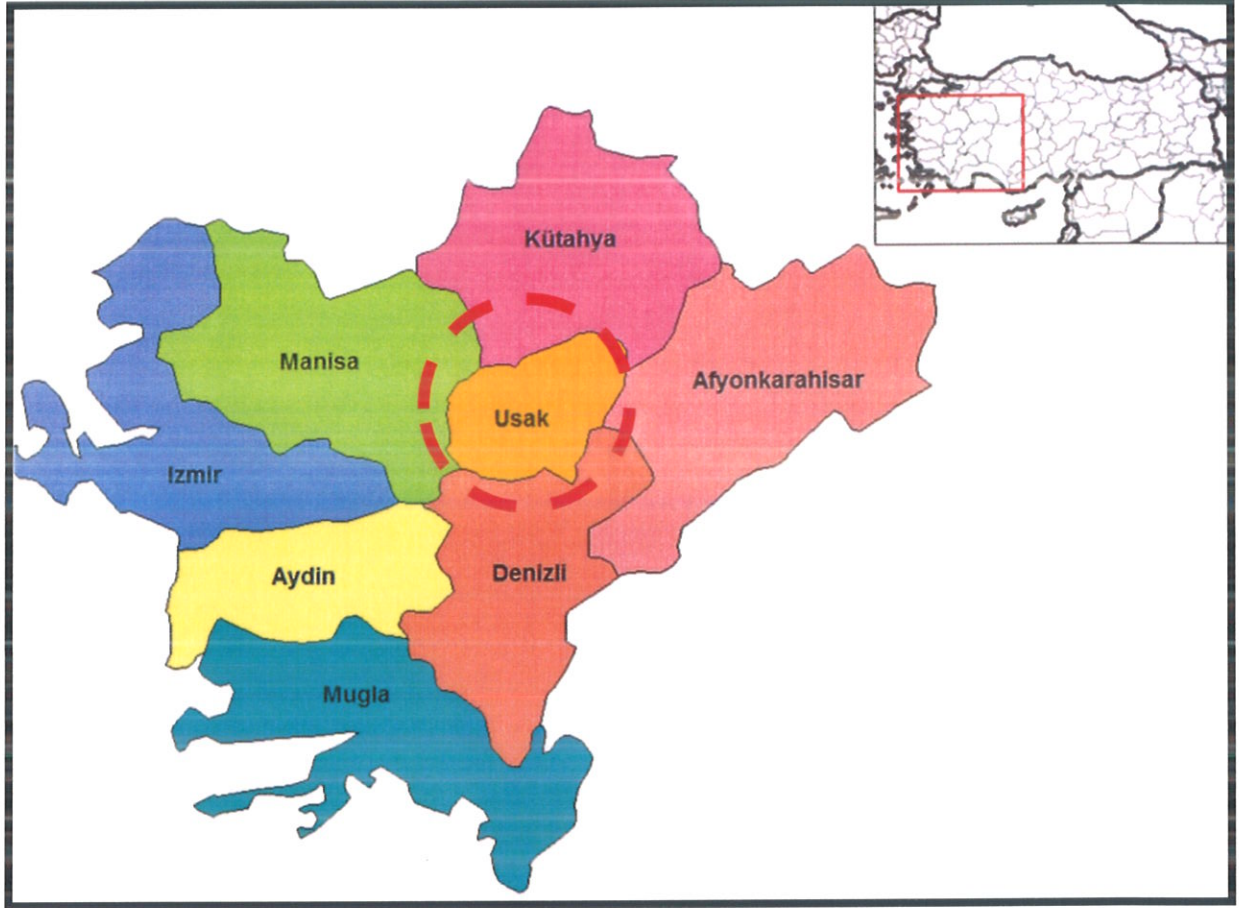 Kütahya
Manisa
Afyonkarahisar
Usak
Izmir
Aydin
Denizli
Mugla